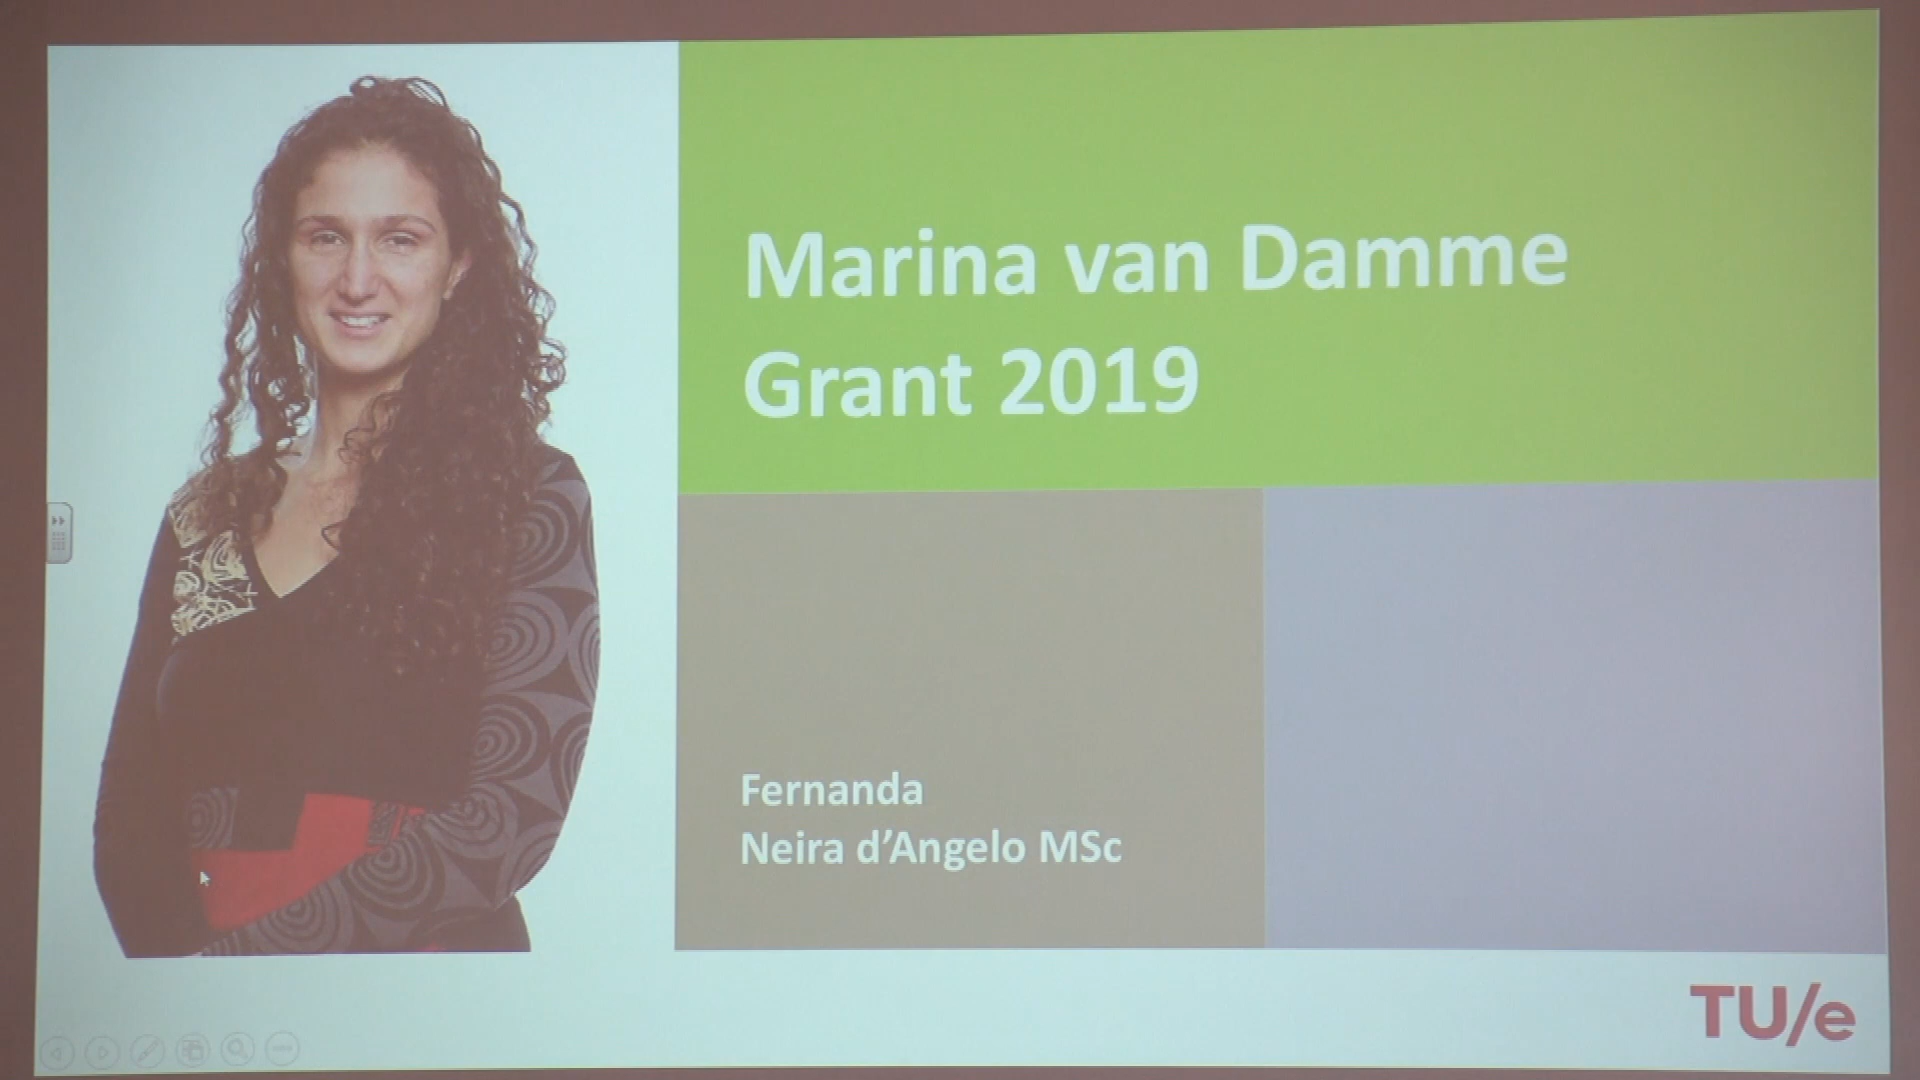 Marina van Damme
Grant 2019
Fernanda
Neira d’Angelo MSc
TU/e